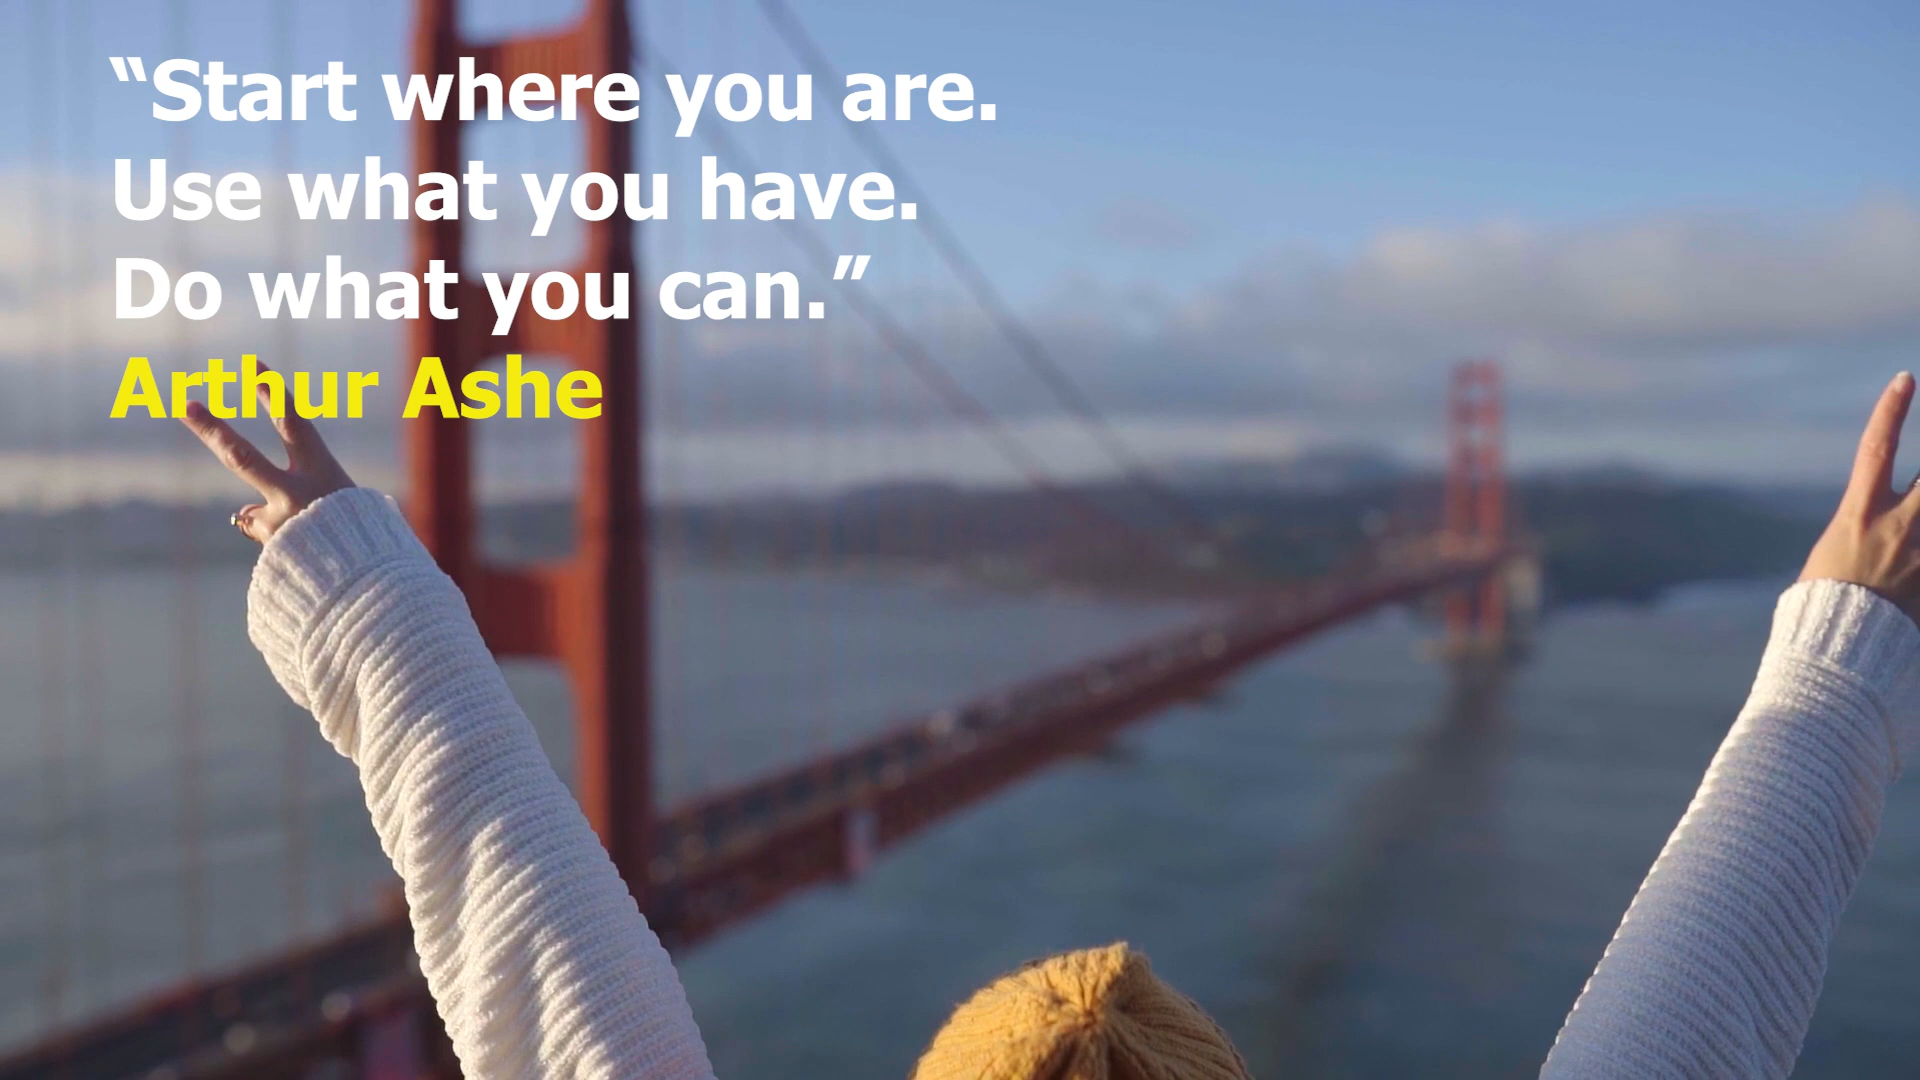 “Start where you are.
Use what you have.
Do what you can.”
Arthur Ashe